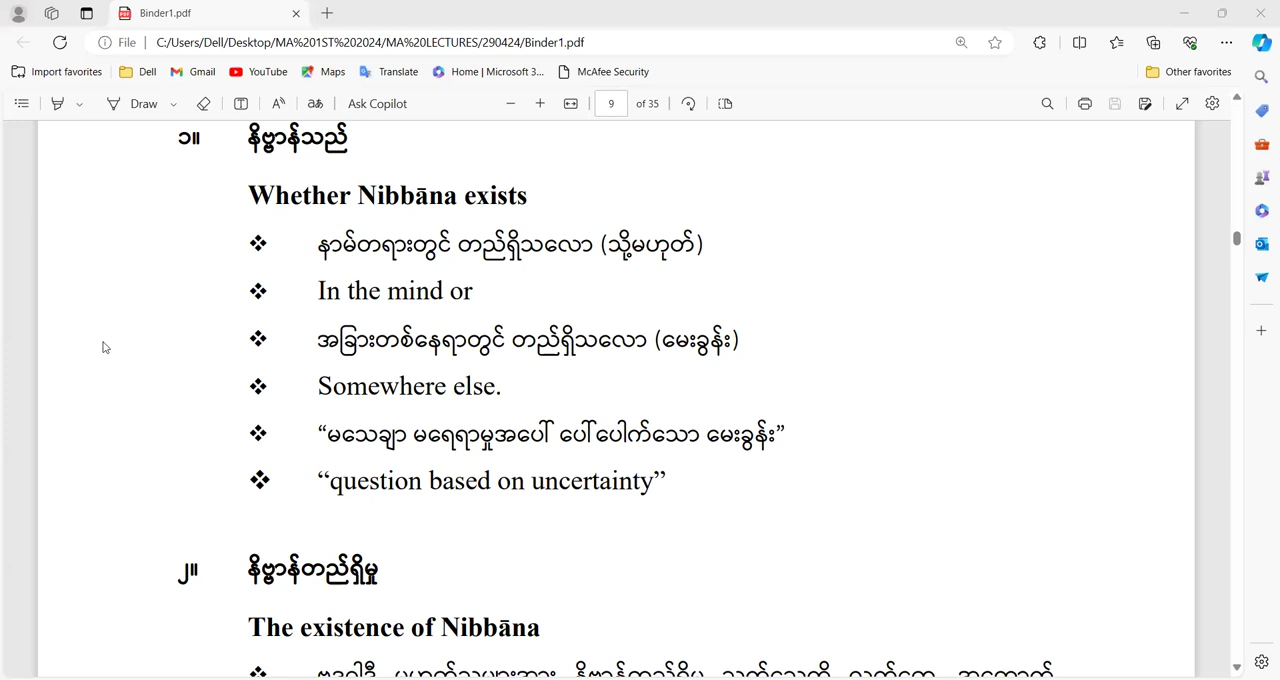 Binder1.pdf
File C:/Users/Dell/Desktop/MA%201ST%202024/MA%20LECTURES/290424/Binder1.pdf
Import favorites Dell Gmail YouTube Maps Translate Home | Microsoft 3... McAfee Security Other favorites
Draw Ask Copilot 9 of 35
၁။ နိဗ္ဗာန်သည်
Whether Nibbāna exists
❖ နာမ်တရားတွင် တည်ရှိသလော (သို့မဟုတ်)
❖ In the mind or
❖ အခြားတစ်နေရာတွင် တည်ရှိသလော (မေးခွန်း)
❖ Somewhere else.
❖ “မသေချာ မရေရာမှုအပေါ် ပေါ်ပေါက်သော မေးခွန်း”
❖ “question based on uncertainty”
၂။ နိဗ္ဗာန်တည်ရှိမှု
The existence of Nibbāna